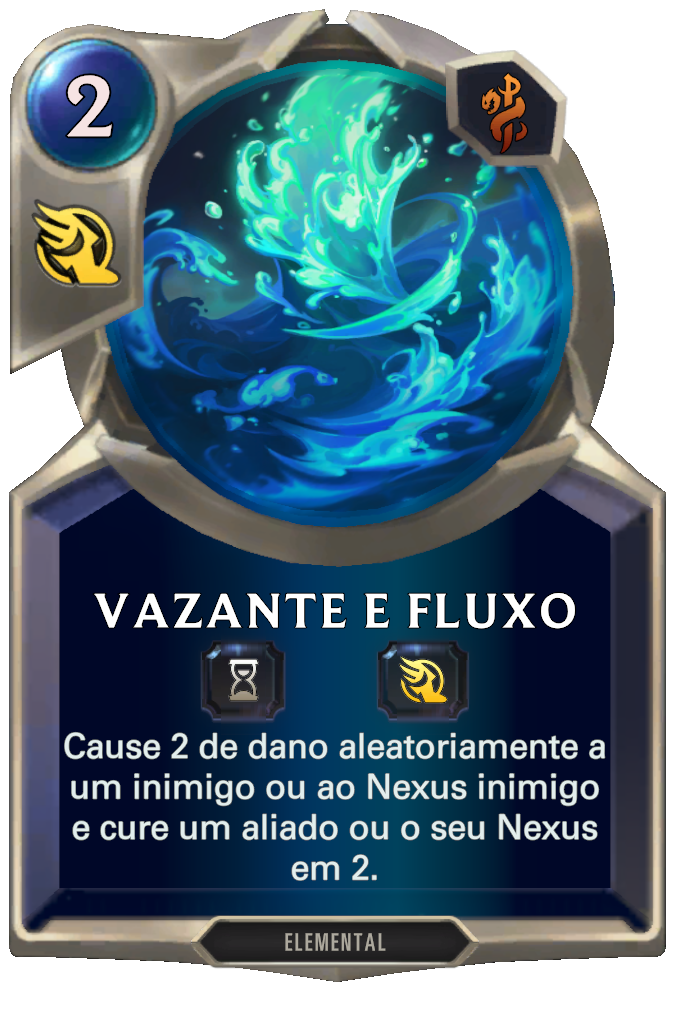 2
VAZANTE E FLUXO
Cause 2 de dano aleatoriamente a
um inimigo ou ao Nexus inimigo
e cure um aliado ou o seu Nexus
em 2.
ELEMENTAL